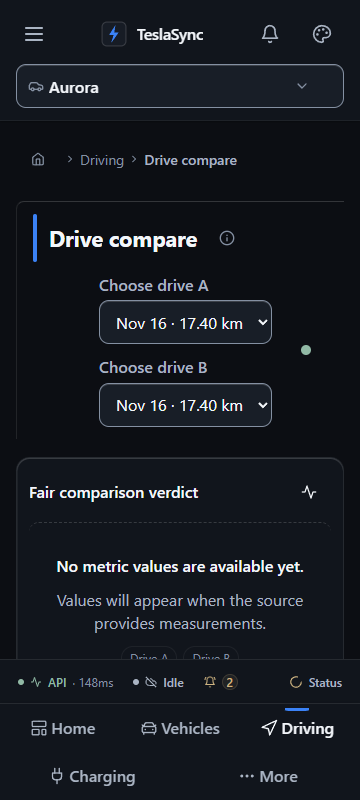 TeslaSync
Aurora
Driving
Drive compare
Drive compare
Choose drive A
Nov 16 · 17.40 km
Choose drive B
Nov 16 · 17.40 km
Fair comparison verdict
No metric values are available yet.
Values will appear when the source
provides measurements.
Drive A Drive B
API · 148ms Idle 2 Status
Home Vehicles Driving
Charging More